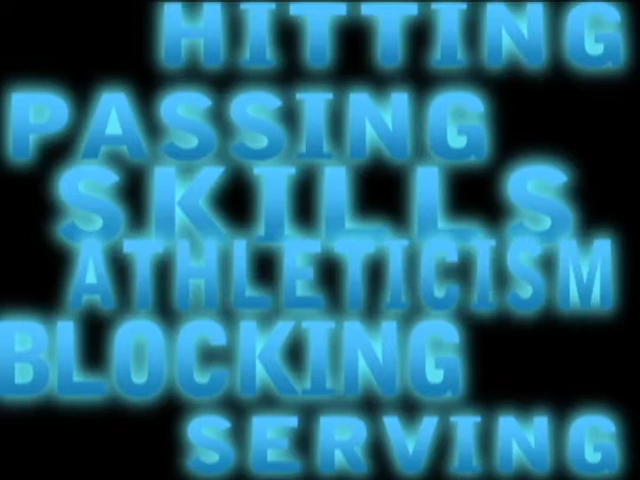 HITTING
PASSING
SKILLS
ATHLETICISM
BLOCKING
SERVING